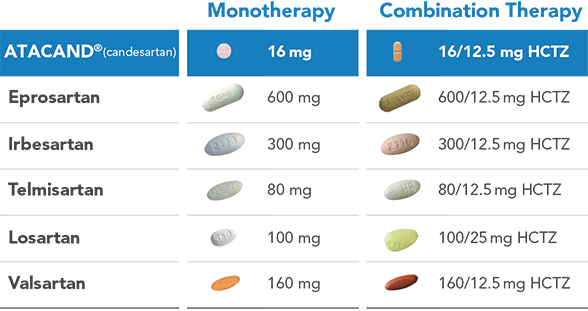 Monotherapy Combination Therapy
ATACAND®(candesartan) 16 mg 16/12.5 mg HCTZ
Eprosartan 600 mg 600/12.5 mg HCTZ
Irbesartan 300 mg 300/12.5 mg HCTZ
Telmisartan 80 mg 80/12.5 mg HCTZ
Losartan 100 mg 100/25 mg HCTZ
Valsartan 160 mg 160/12.5 mg HCTZ